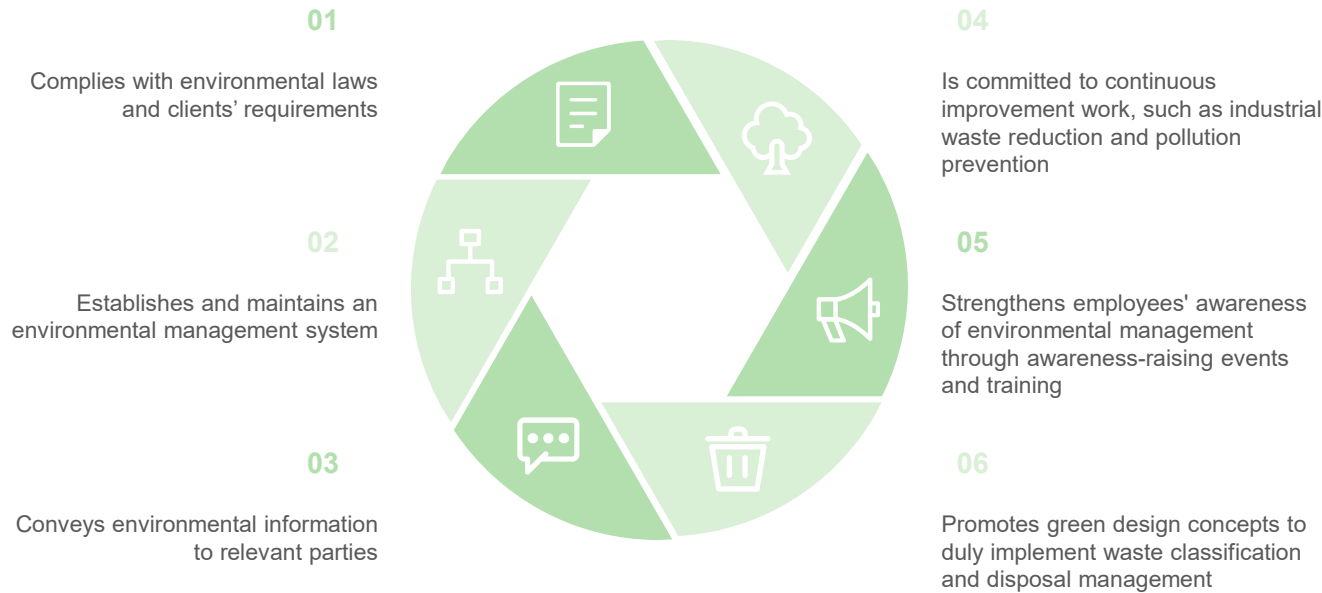 01
Complies with environmental laws
and clients’ requirements
02
Establishes and maintains an
environmental management system
03
Conveys environmental information
to relevant parties
04
Is committed to continuous
improvement work, such as industrial
waste reduction and pollution
prevention
05
Strengthens employees' awareness
of environmental management
through awareness-raising events
and training
06
Promotes green design concepts to
duly implement waste classification
and disposal management